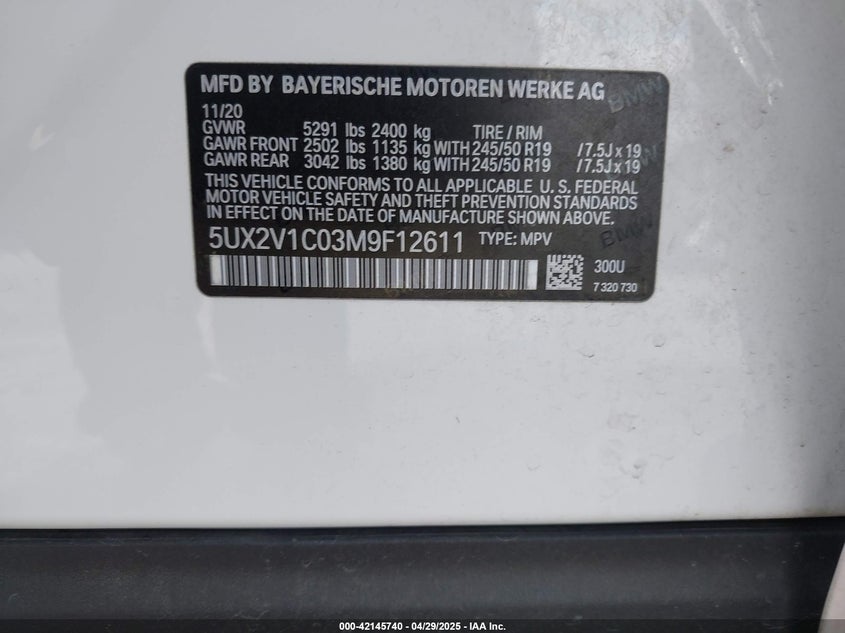 MFD BY BAYERISCHE MOTOREN WERKE AG
11/20
GVWR 5291 lbs 2400 kg TIRE / RIM
GAWR FRONT 2502 lbs 1135 kg WITH 245/50 R19 / 7.5J x 19
GAWR REAR 3042 lbs 1380 kg WITH 245/50 R19 / 7.5J x 19
THIS VEHICLE CONFORMS TO ALL APPLICABLE U. S. FEDERAL
MOTOR VEHICLE SAFETY AND THEFT PREVENTION STANDARDS
IN EFFECT ON THE DATE OF MANUFACTURE SHOWN ABOVE.
5UX2V1C03M9F12611 TYPE: MPV
300U
7 320 730
BMW
BMW
BMW
000-42145740 - 04/29/2025 - IAA Inc.